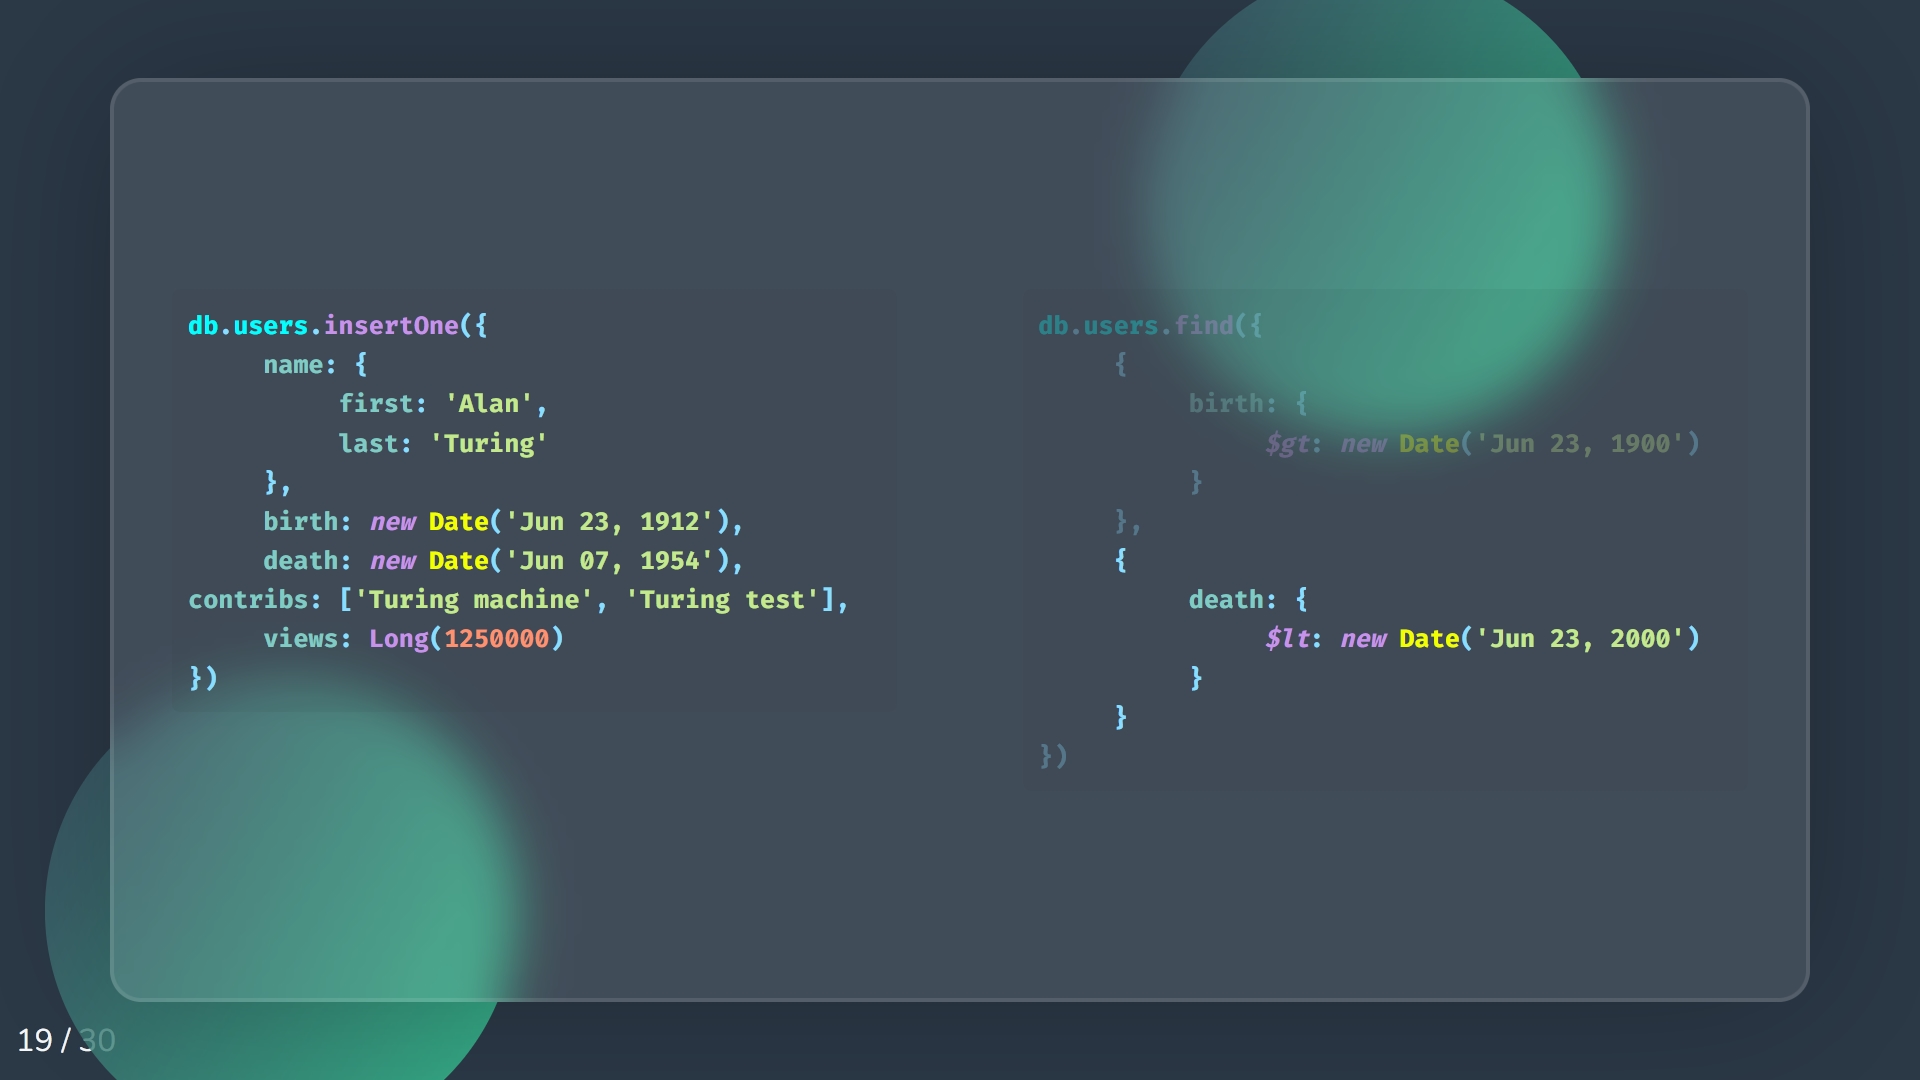 db.users.insertOne({
     name: {
          first: 'Alan',
          last: 'Turing'
     },
     birth: new Date('Jun 23, 1912'),
     death: new Date('Jun 07, 1954'),
contribs: ['Turing machine', 'Turing test'],
     views: Long(1250000)
})
db.users.find({
     {
          birth: {
               $gt: new Date('Jun 23, 1900')
          }
     },
     {
          death: {
               $lt: new Date('Jun 23, 2000')
          }
     }
})
19 / 30